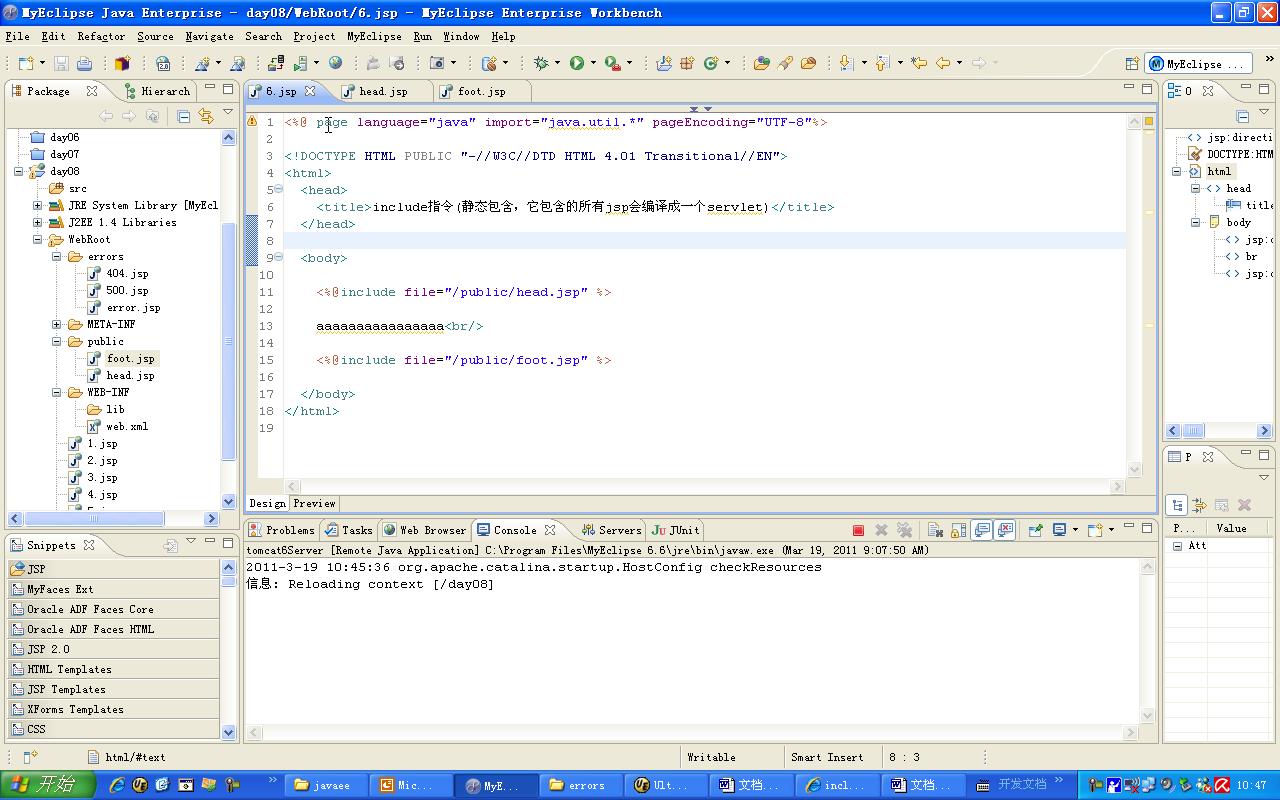 MyEclipse Java Enterprise - day08/WebRoot/6.jsp - MyEclipse Enterprise Workbench
File Edit Refactor Source Navigate Search Project MyEclipse Run Window Help
MyEclipse ...
Package
Hierarch
day06
day07
day08
src
JRE System Library [MyEcl
J2EE 1.4 Libraries
WebRoot
errors
404.jsp
500.jsp
error.jsp
META-INF
public
foot.jsp
head.jsp
WEB-INF
lib
web.xml
1.jsp
2.jsp
3.jsp
4.jsp
6.jsp
head.jsp
foot.jsp
1 <%@ page language="java" import="java.util.*" pageEncoding="UTF-8"%>
2
3 <!DOCTYPE HTML PUBLIC "-//W3C//DTD HTML 4.01 Transitional//EN">
4 <html>
5 <head>
6 <title>include指令(静态包含，它包含的所有jsp会编译成一个servlet)</title>
7 </head>
8
9 <body>
10
11 <%@include file="/public/head.jsp" %>
12
13 aaaaaaaaaaaaaaaa<br/>
14
15 <%@include file="/public/foot.jsp" %>
16
17 </body>
18 </html>
19
Design Preview
O
jsp:directi
DOCTYPE:HTM
html
head
title
body
jsp:d
br
jsp:d
Snippets
JSP
MyFaces Ext
Oracle ADF Faces Core
Oracle ADF Faces HTML
JSP 2.0
HTML Templates
JSP Templates
XForms Templates
CSS
Problems Tasks Web Browser Console Servers JUnit
tomcat6Server [Remote Java Application] C:\Program Files\MyEclipse 6.6\jre\bin\javaw.exe (Mar 19, 2011 9:07:50 AM)
2011-3-19 10:45:36 org.apache.catalina.startup.HostConfig checkResources
信息: Reloading context [/day08]
P
P... Value
Att
html/#text
Writable
Smart Insert
8 : 3
开始
javaee
Mic...
MyE...
errors
Ult...
文档...
incl...
文档...
开发文档
10:47